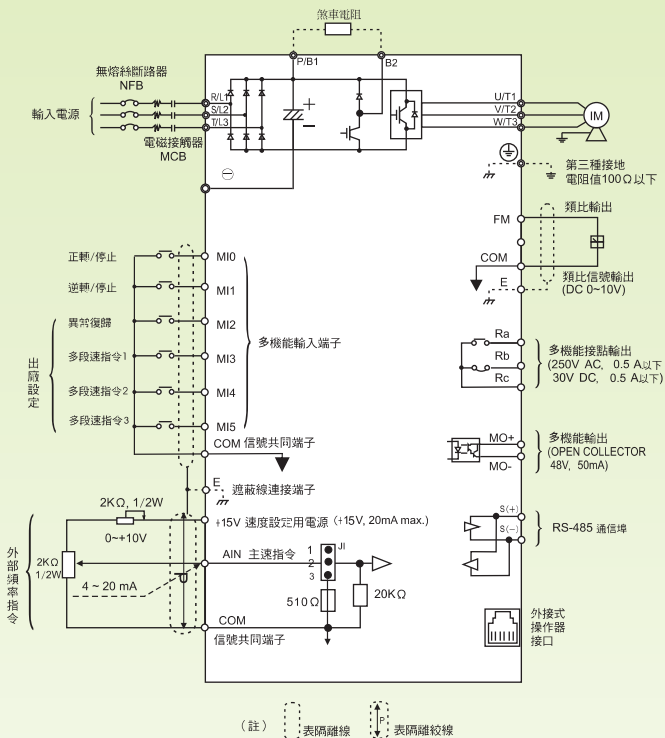 煞車電阻
P/B1
B2
無熔絲斷路器
NFB
輸入電源
R/L1
S/L2
T/L3
電磁接觸器
MCB
U/T1
V/T2
W/T3
IM
第三種接地
電阻值100Ω以下
類比輸出
FM
COM
E
類比信號輸出
(DC 0~10V)
正轉/停止
MI0
逆轉/停止
MI1
異常復歸
MI2
多段速指令1
MI3
多段速指令2
MI4
多段速指令3
MI5
出廠設定
多機能輸入端子
COM 信號共同端子
Ra
Rb
Rc
多機能接點輸出
(250V AC, 0.5 A以下
30V DC, 0.5 A以下)
MO+
MO-
多機能輸出
(OPEN COLLECTOR
48V, 50mA)
E
遮蔽線連接端子
S(+)
S(−)
RS-485 通信埠
外部頻率指令
2KΩ, 1/2W
0~+10V
+15V 速度設定用電源 (+15V, 20mA max.)
2KΩ
1/2W
4 ~ 20 mA
AIN 主速指令
JI
1
2
3
510Ω
20KΩ
COM
信號共同端子
外接式
操作器
接口
(註)
表隔離線
P
表隔離絞線